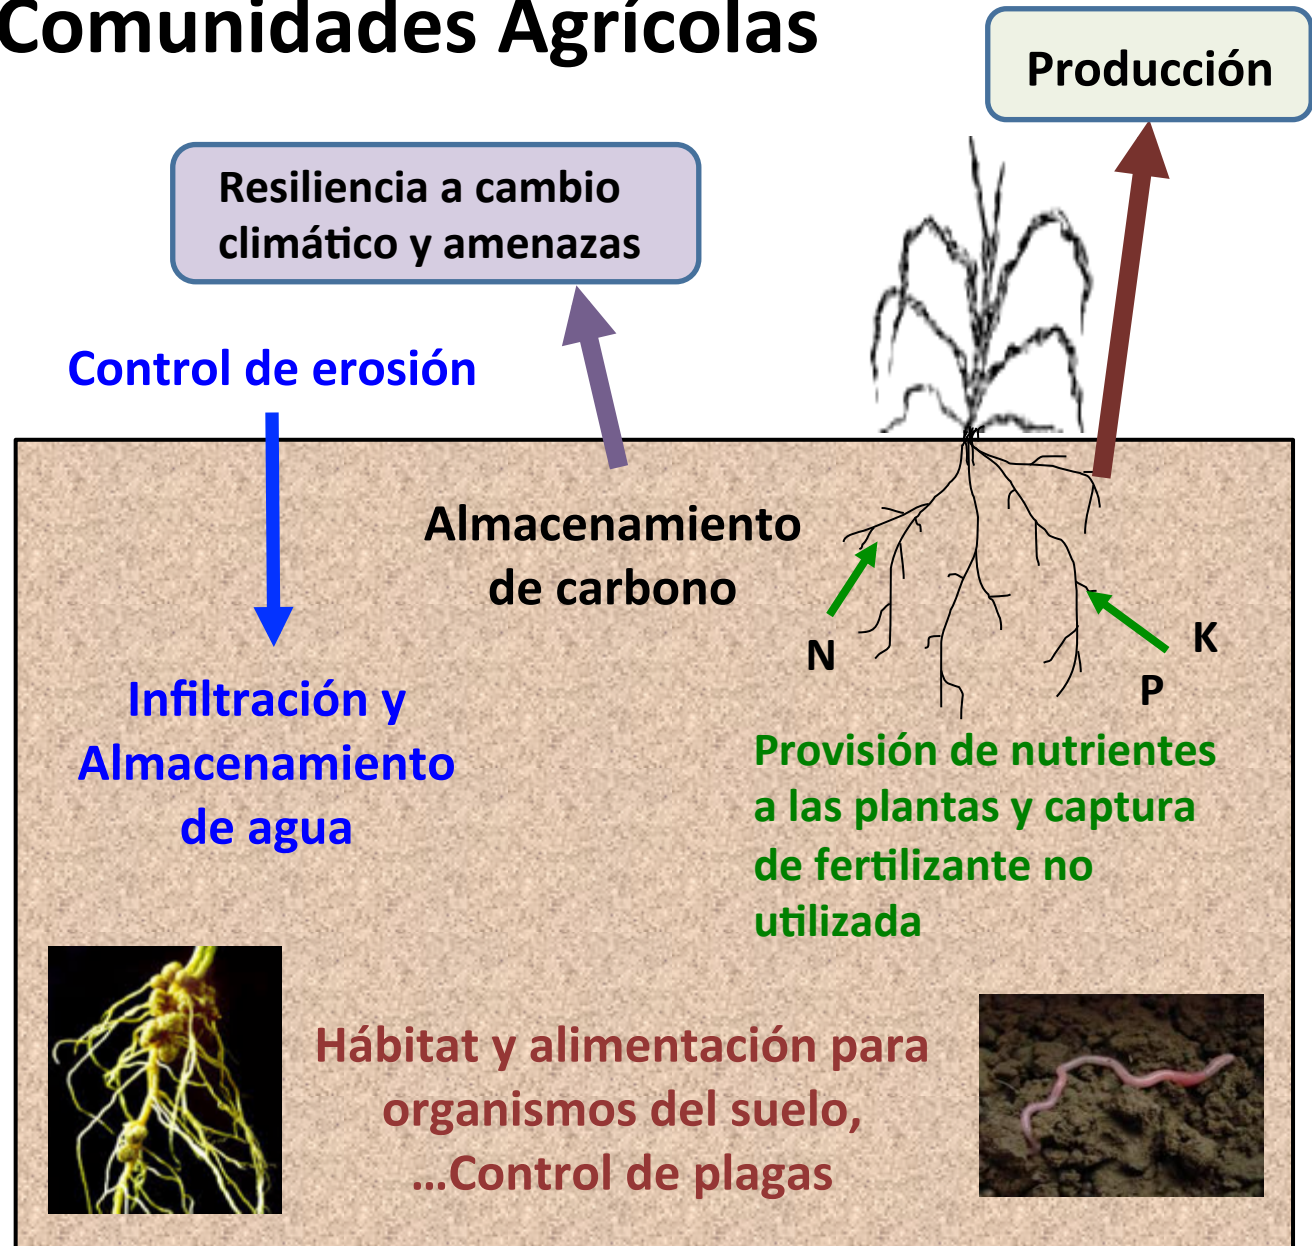 Comunidades Agrícolas
Producción
Resiliencia a cambio
climático y amenazas
Control de erosión
Almacenamiento
de carbono
N
K
P
Infiltración y
Almacenamiento
de agua
Provisión de nutrientes
a las plantas y captura
de fertilizante no
utilizada
Hábitat y alimentación para
organismos del suelo,
...Control de plagas